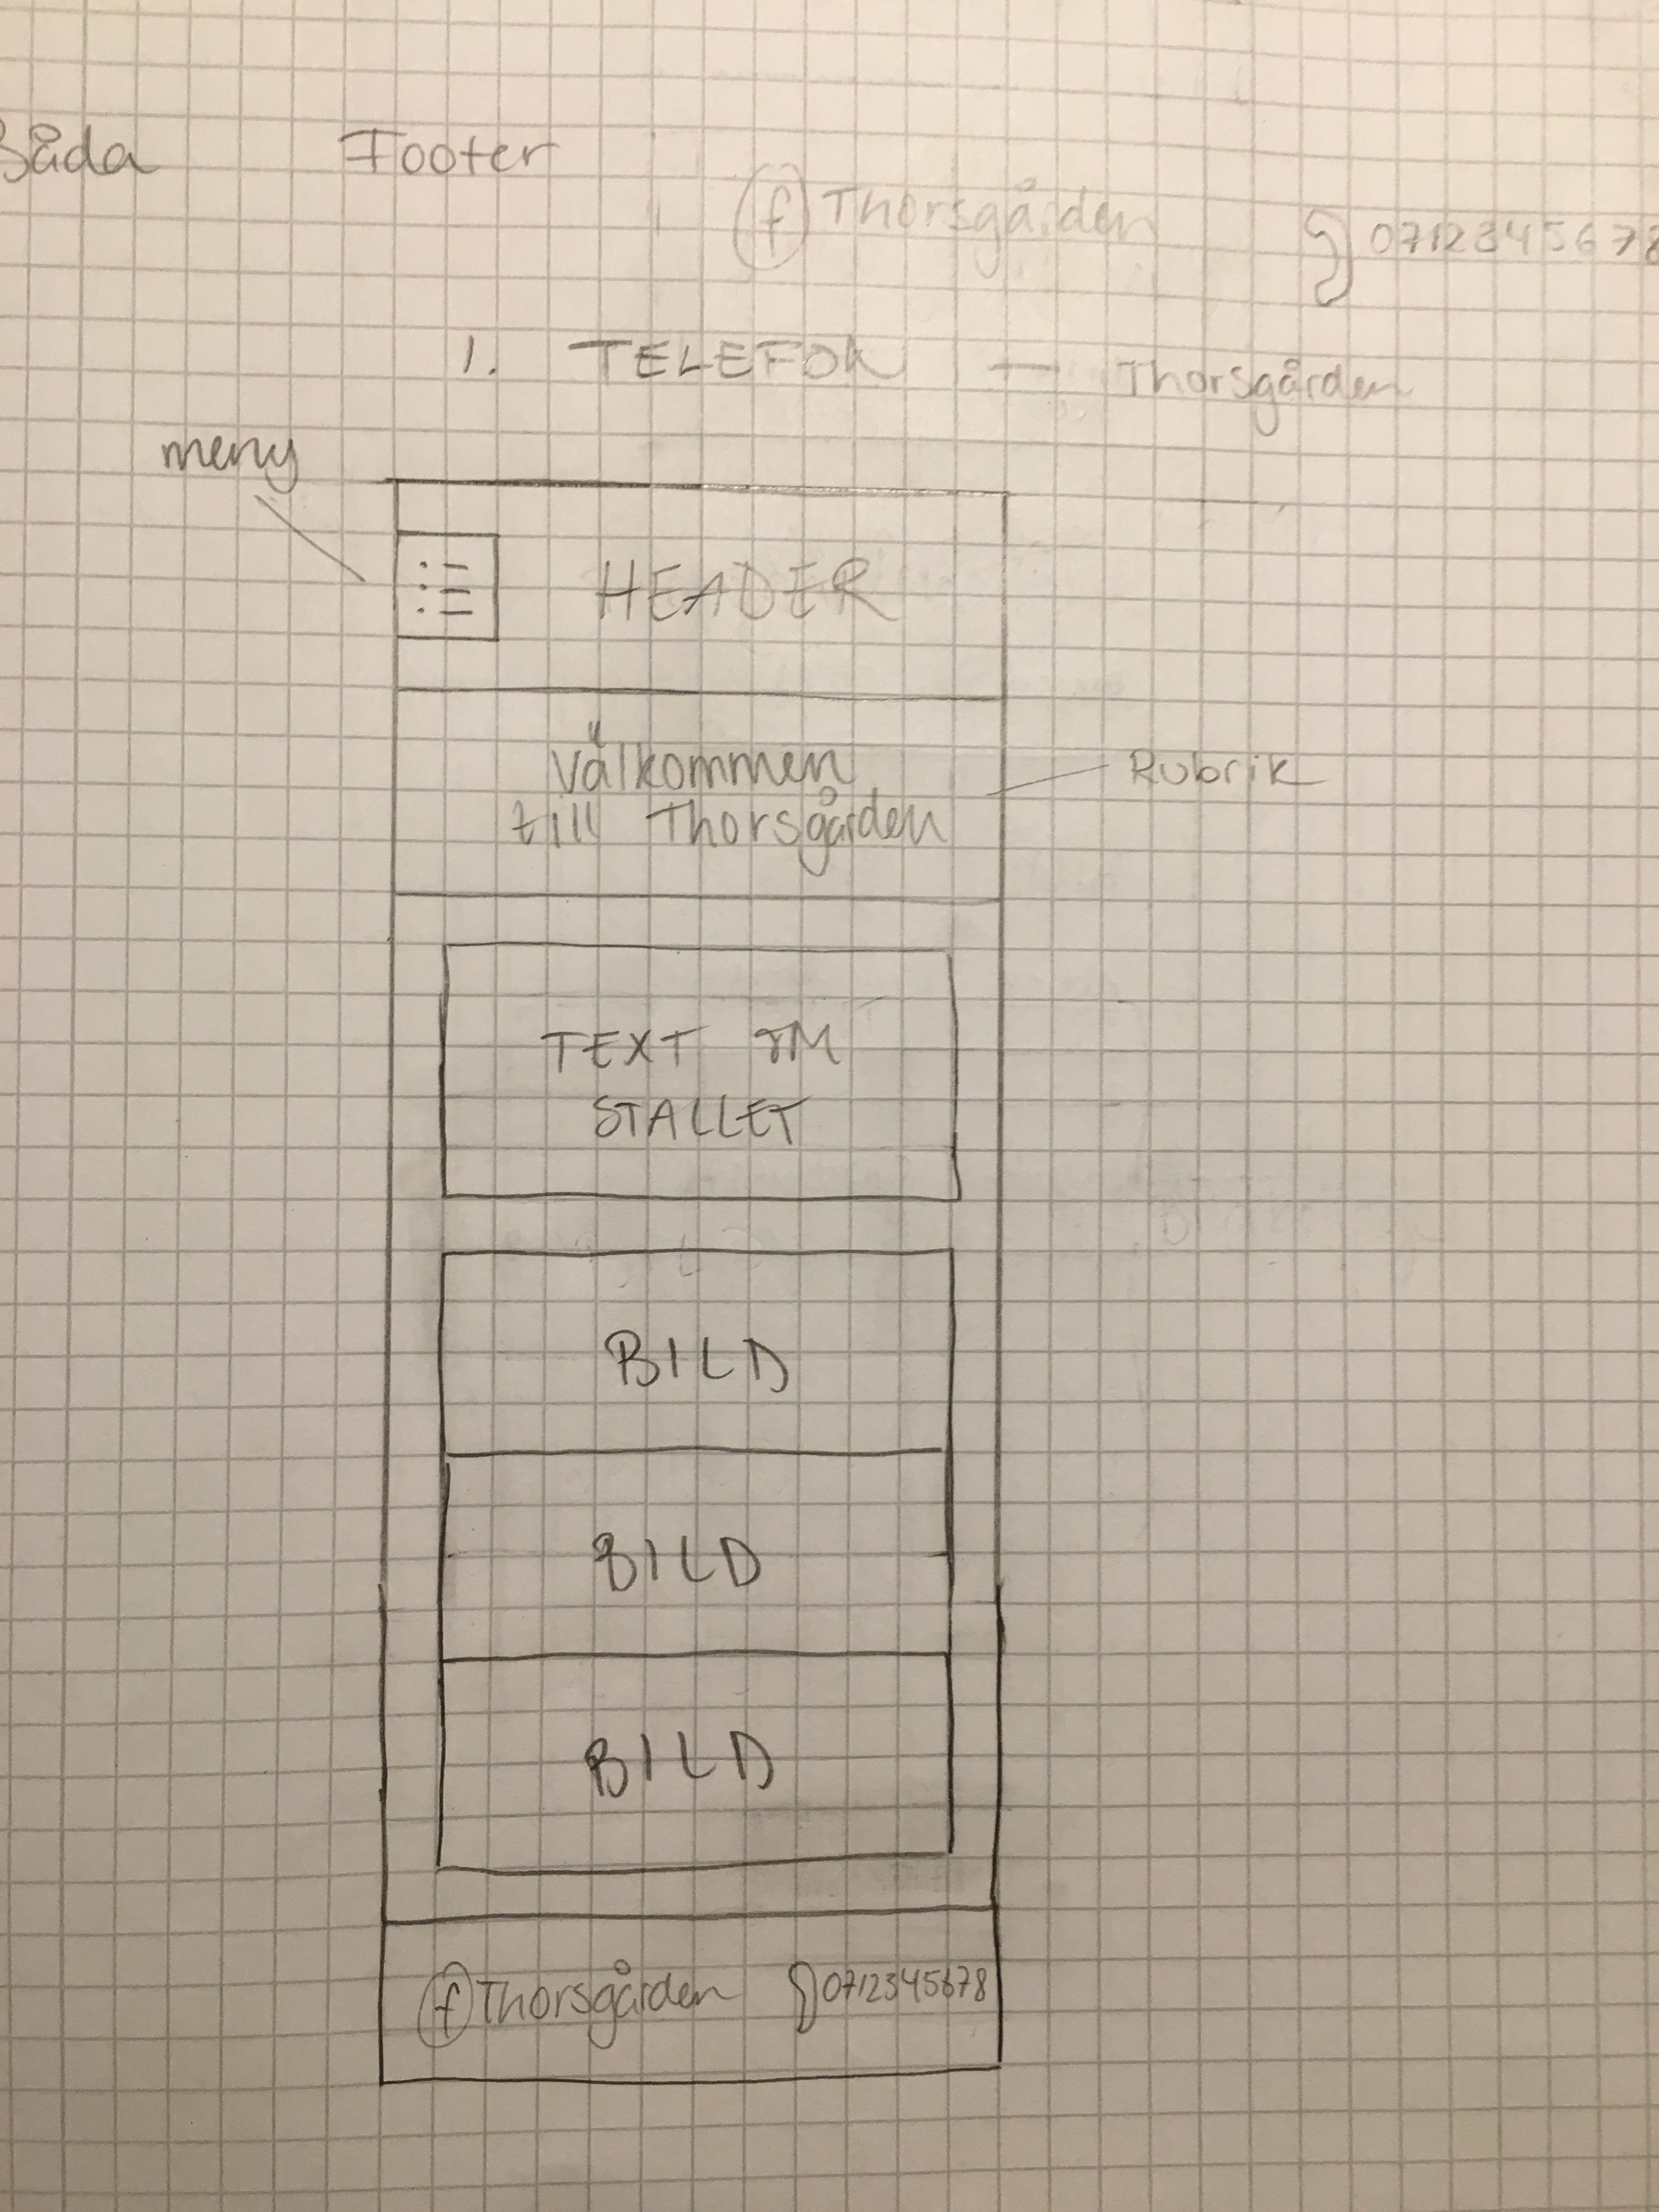 Båda Footer
f Thorsgården 0712345678
1. TELEFON — Thorsgården
meny
HEADER
Välkommen
till Thorsgården
Rubrik
TEXT OM
STALLET
BILD
BILD
BILD
f Thorsgården 0712345678